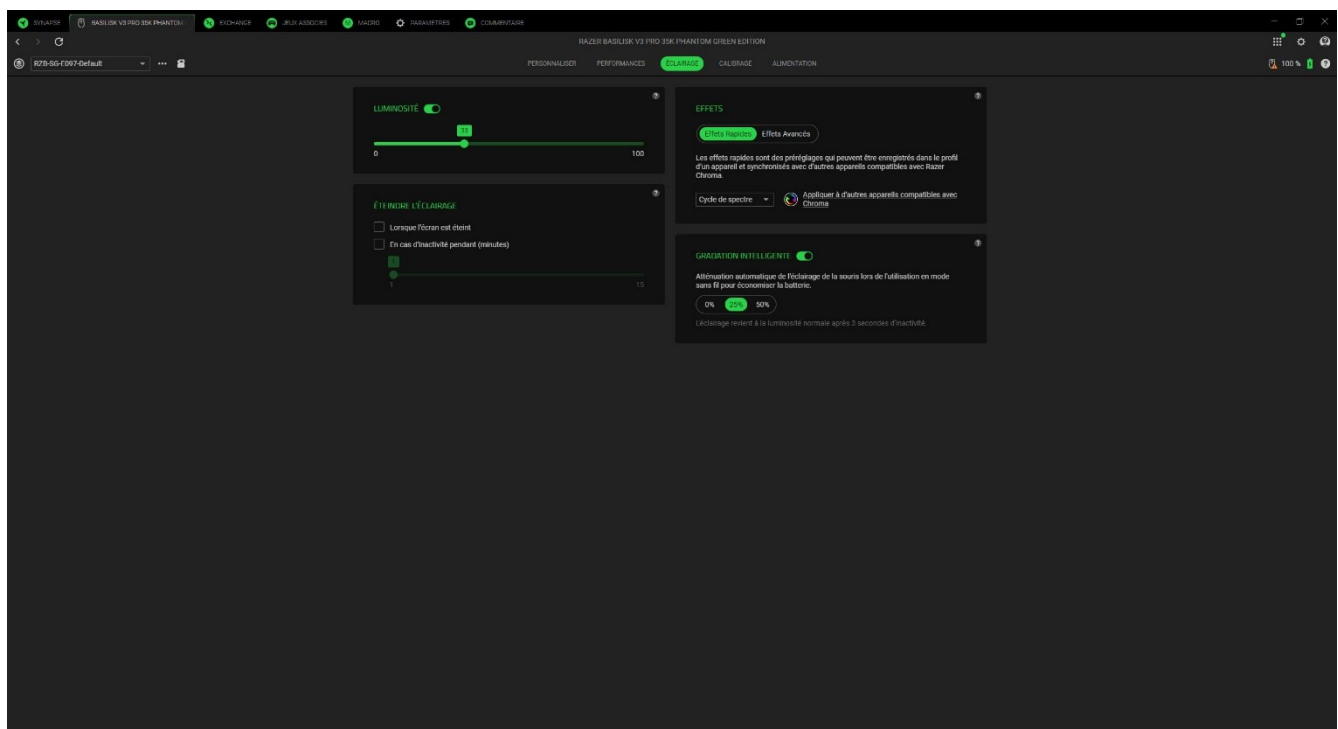 SYNAPSE
BASILISK V3 PRO 35K PHANTOM
EXCHANGE
JEUX ASSOCIÉS
MACRO
PARAMÈTRES
COMMENTAIRE
RAZER BASILISK V3 PRO 35K PHANTOM GREEN EDITION
RZB-SG-E097-Default
PERSONNALISER
PERFORMANCES
ÉCLAIRAGE
CALIBRAGE
ALIMENTATION
100 %
LUMINOSITÉ
33
0
100
ÉTEINDRE L'ÉCLAIRAGE
Lorsque l'écran est éteint
En cas d'inactivité pendant (minutes)
1
1
15
EFFETS
Effets Rapides
Effets Avancés
Les effets rapides sont des préréglages qui peuvent être enregistrés dans le profil
d'un appareil et synchronisés avec d'autres appareils compatibles avec Razer
Chroma.
Cycle de spectre
Appliquer à d'autres appareils compatibles avec
Chroma
GRADATION INTELLIGENTE
Atténuation automatique de l'éclairage de la souris lors de l'utilisation en mode
sans fil pour économiser la batterie.
0%
25%
50%
L'éclairage revient à la luminosité normale après 3 secondes d'inactivité.